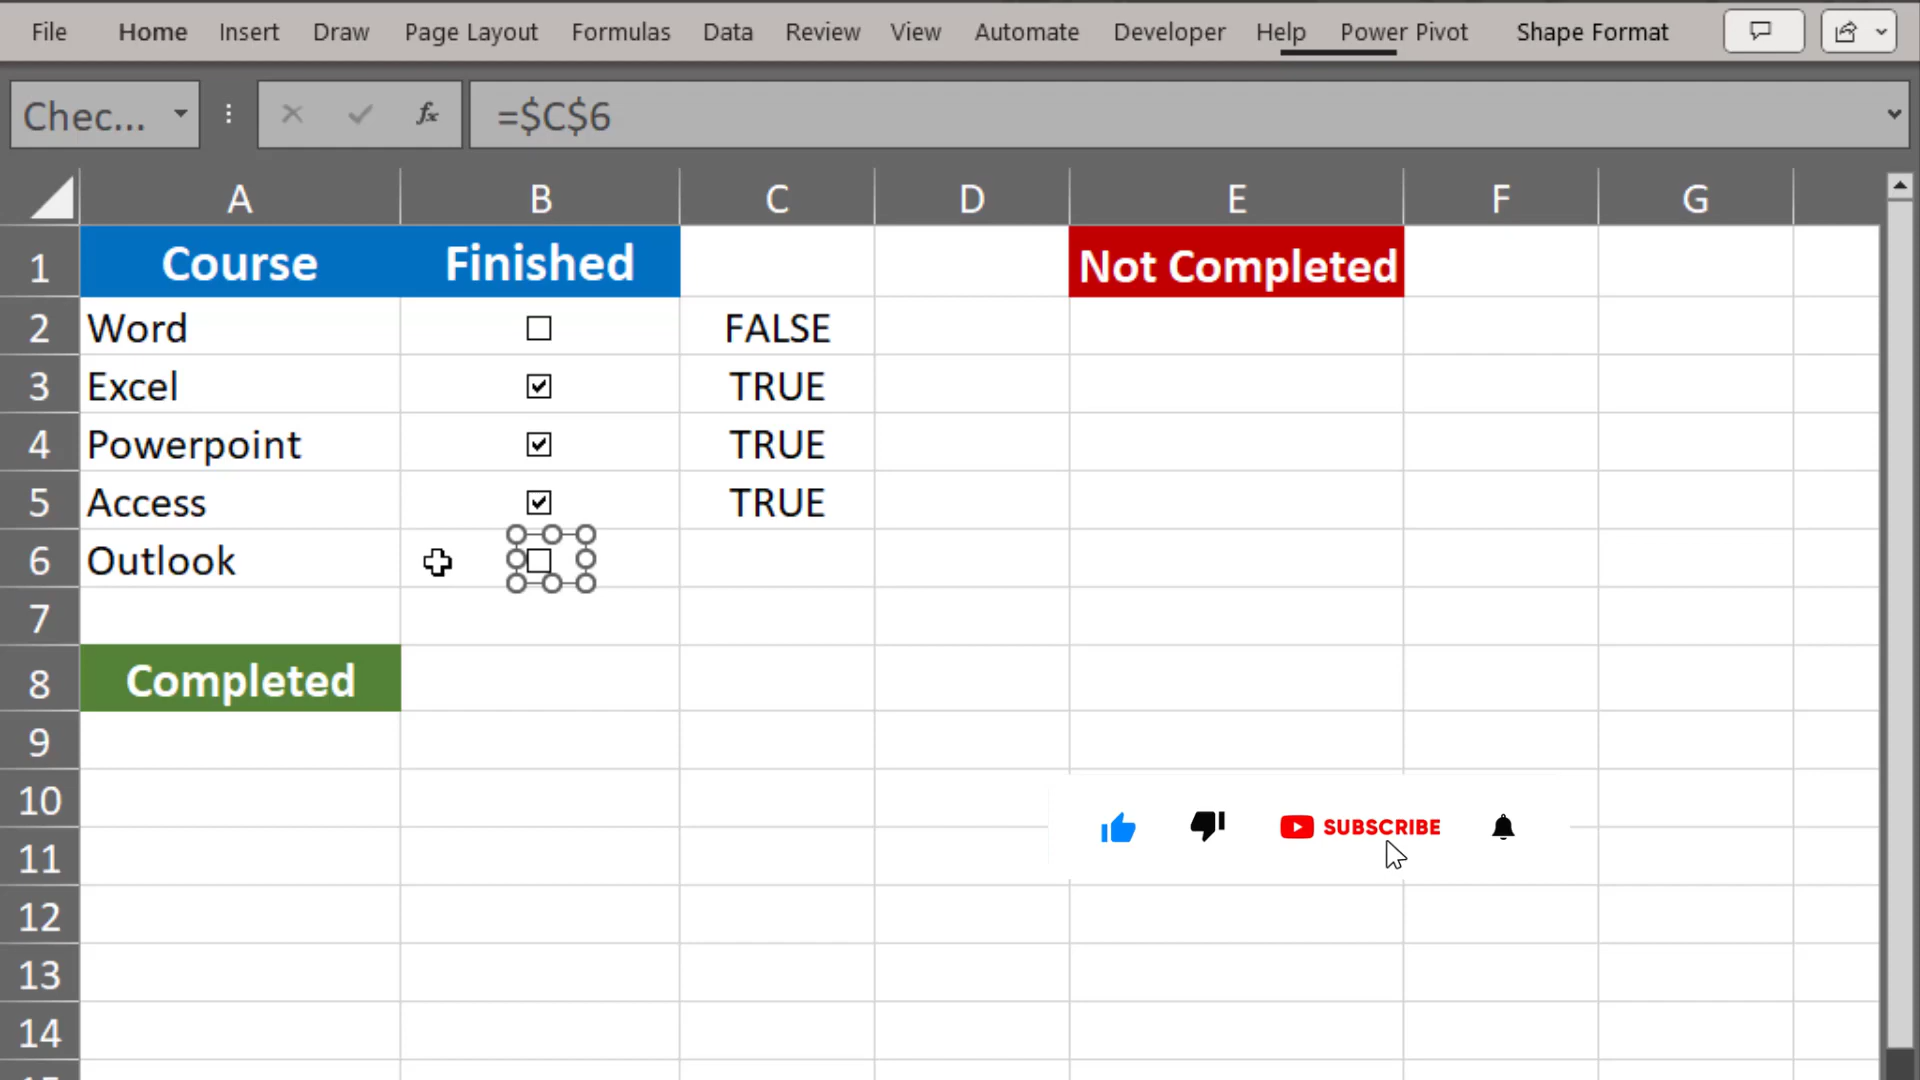 File Home Insert Draw Page Layout Formulas Data Review View Automate Developer Help Power Pivot Shape Format
Chec... fx =$C$6
A B C D E F G
1 Course Finished Not Completed
2 Word FALSE
3 Excel TRUE
4 Powerpoint TRUE
5 Access TRUE
6 Outlook
7
8 Completed
9
10
SUBSCRIBE
11
12
13
14